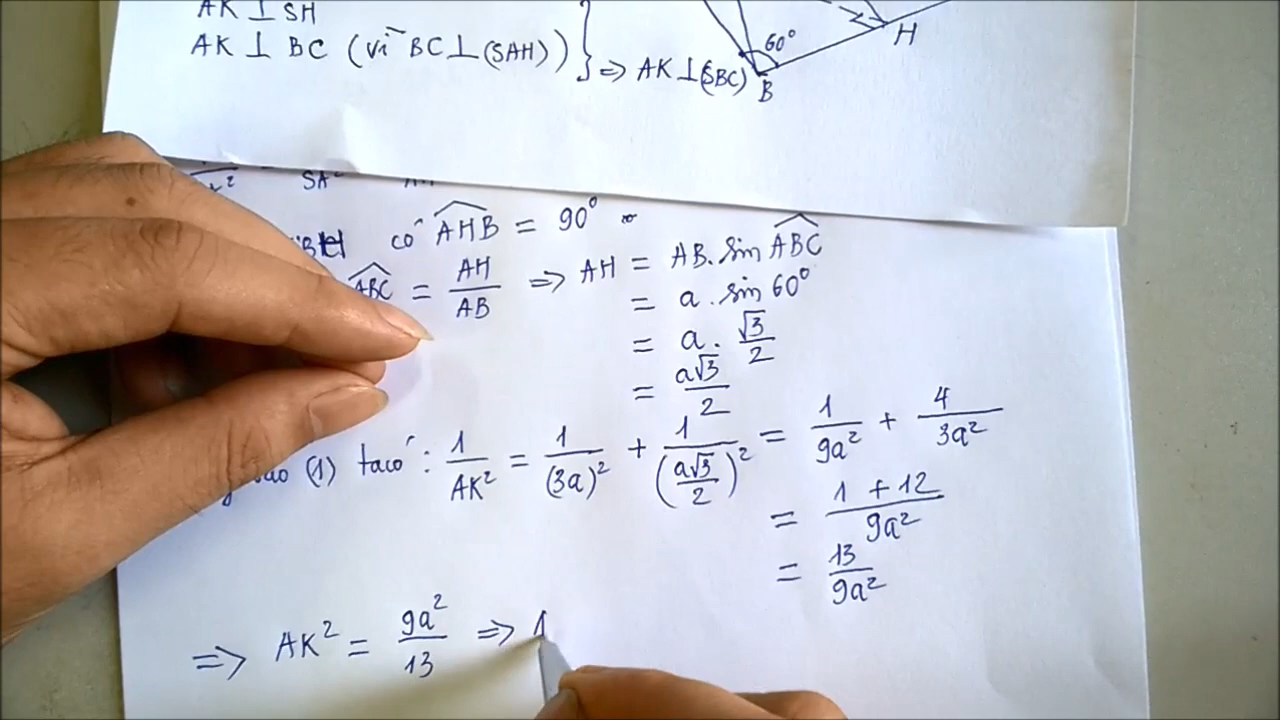 AK ⊥ SH
AK ⊥ BC (vì BC ⊥ (SAH)) } => AK ⊥ (SBC)
60°
H
B
SA²
có AHB = 90°
ABC = AH/AB => AH = AB. sin ABC
= a. sin 60°
= a. √3/2
= a√3/2
(1) ta có: 1/AK² = 1/(3a)² + 1/(a√3/2)² = 1/9a² + 4/3a²
= 1 + 12/9a²
= 13/9a²
=> AK² = 9a²/13 =>